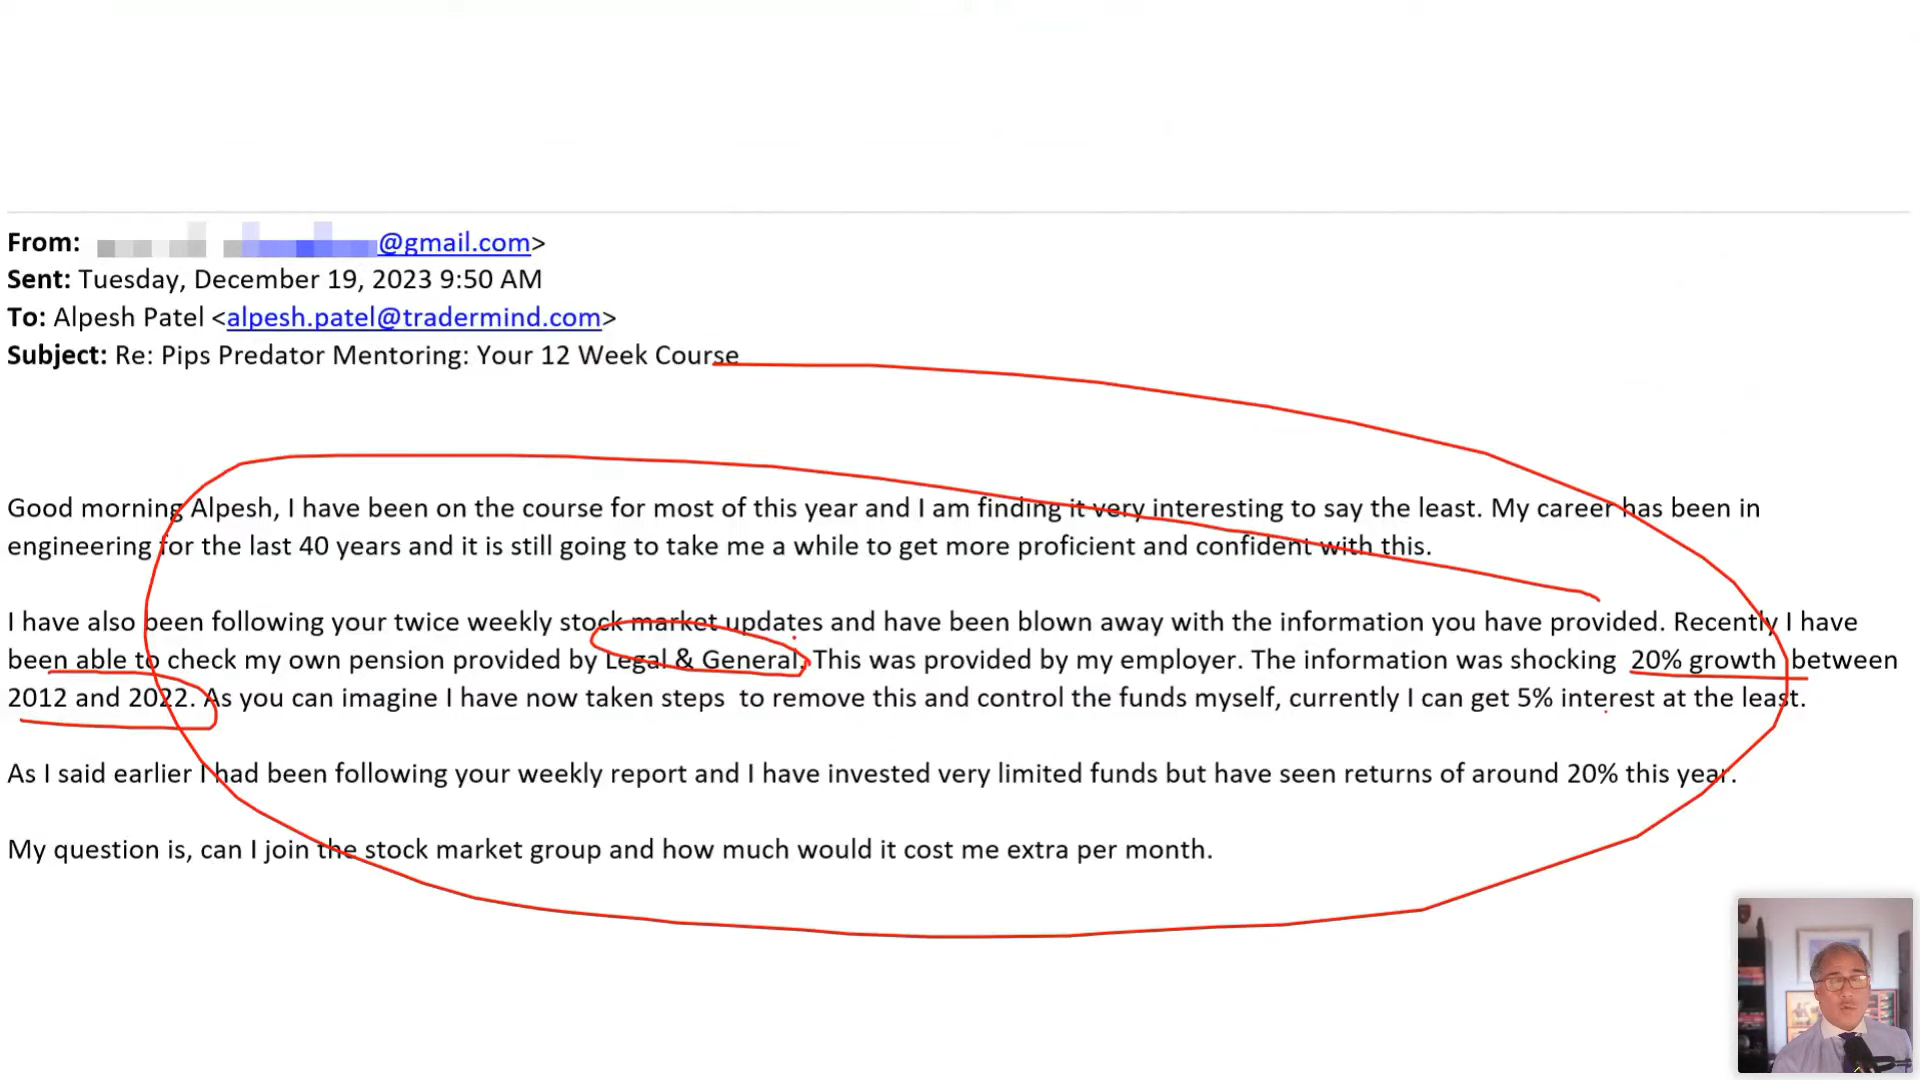 From: @gmail.com>
Sent: Tuesday, December 19, 2023 9:50 AM
To: Alpesh Patel <alpesh.patel@tradermind.com>
Subject: Re: Pips Predator Mentoring: Your 12 Week Course
Good morning Alpesh, I have been on the course for most of this year and I am finding it very interesting to say the least. My career has been in
engineering for the last 40 years and it is still going to take me a while to get more proficient and confident with this.
I have also been following your twice weekly stock market updates and have been blown away with the information you have provided. Recently I have
been able to check my own pension provided by Legal & General. This was provided by my employer. The information was shocking 20% growth between
2012 and 2022. As you can imagine I have now taken steps to remove this and control the funds myself, currently I can get 5% interest at the least.
As I said earlier I had been following your weekly report and I have invested very limited funds but have seen returns of around 20% this year.
My question is, can I join the stock market group and how much would it cost me extra per month.